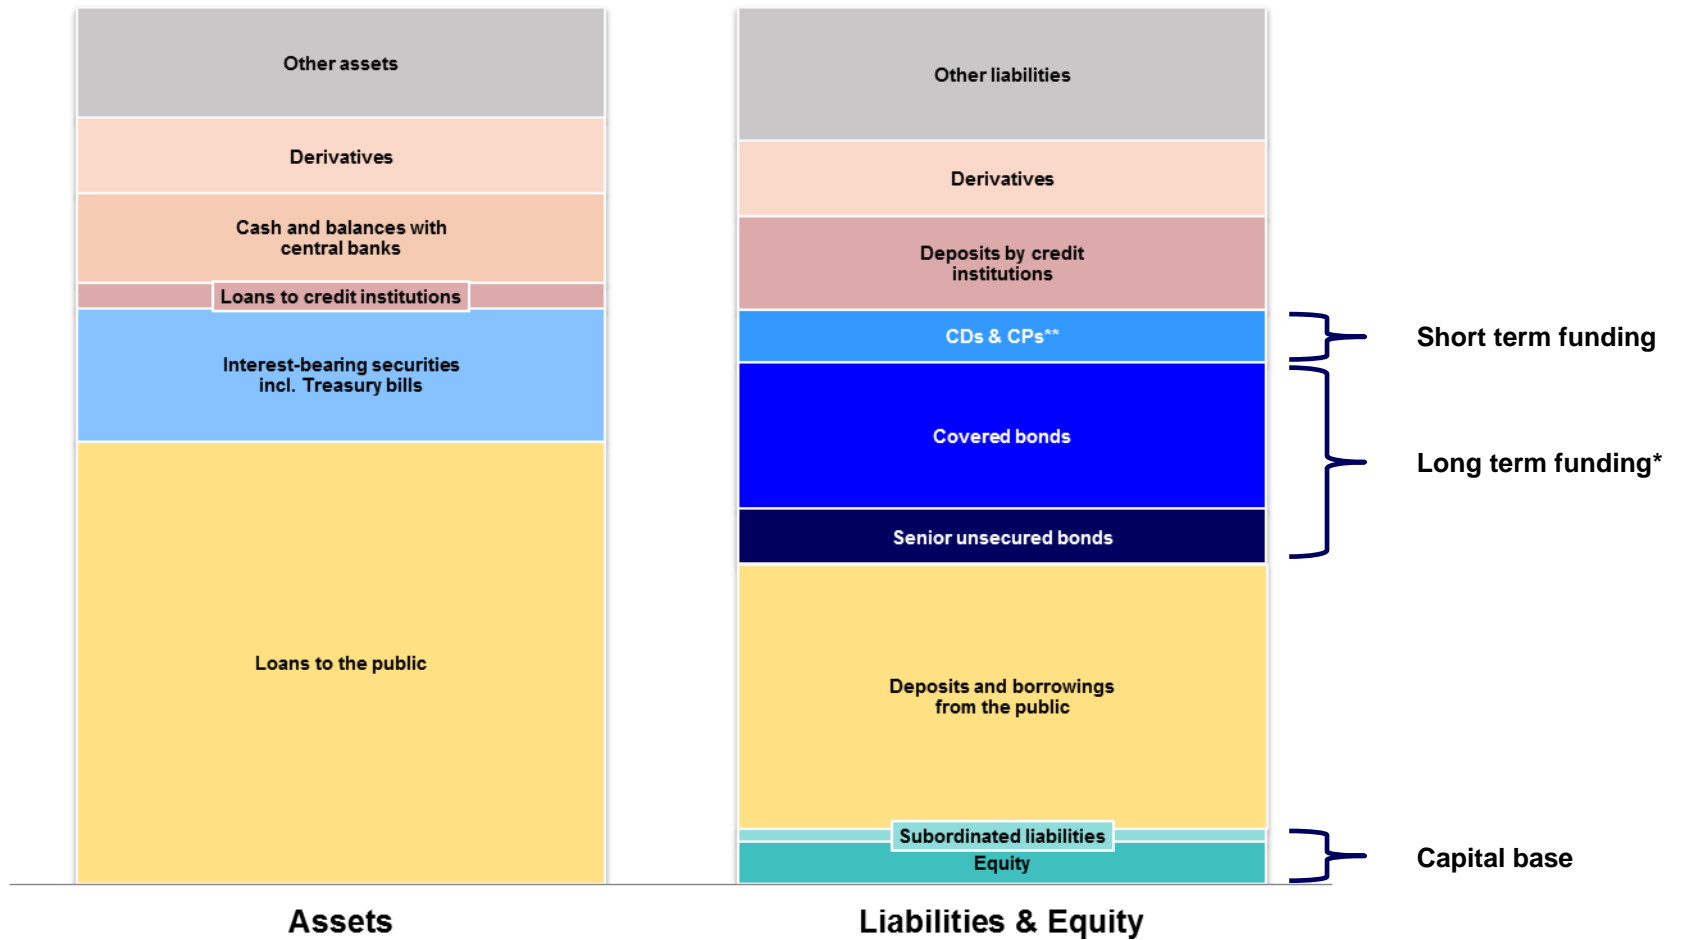 Other assets
Derivatives
Cash and balances with
central banks
Loans to credit institutions
Interest-bearing securities
incl. Treasury bills
Loans to the public
Assets
Other liabilities
Derivatives
Deposits by credit
institutions
CDs & CPs**
Covered bonds
Senior unsecured bonds
Deposits and borrowings
from the public
Subordinated liabilities
Equity
Liabilities & Equity
Short term funding
Long term funding*
Capital base